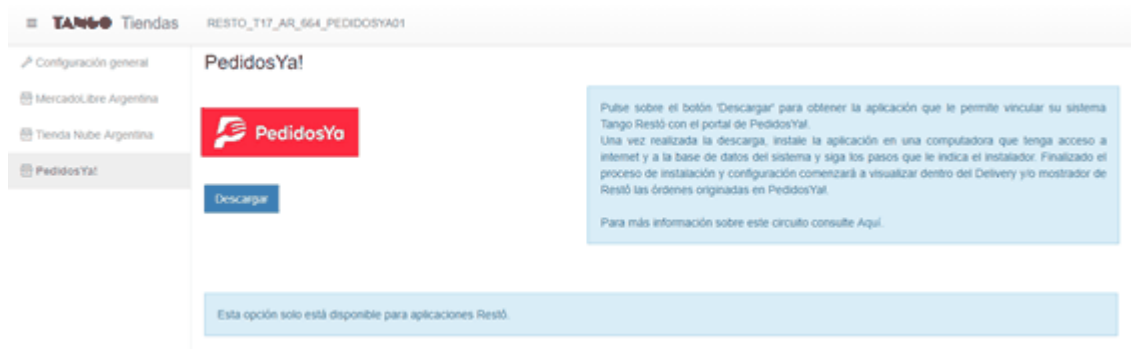 TANGO Tiendas
RESTO_T17_AR_664_PEDIDOSYA01
Configuración general
MercadoLibre Argentina
Tienda Nube Argentina
PedidosYa!
PedidosYa!
PedidosYa
Descargar
Pulse sobre el botón 'Descargar' para obtener la aplicación que le permite vincular su sistema
Tango Restó con el portal de PedidosYa!.
Una vez realizada la descarga, instale la aplicación en una computadora que tenga acceso a
internet y a la base de datos del sistema y siga los pasos que le indica el instalador. Finalizado el
proceso de instalación y configuración comenzará a visualizar dentro del Delivery y/o mostrador de
Restô las órdenes originadas en PedidosYa!.
Para más información sobre este circuito consulte Aquí.
Esta opción solo está disponible para aplicaciones Restô.